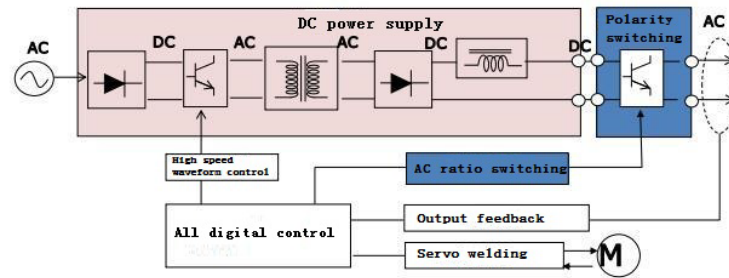 DC power supply
Polarity
switching
AC
AC
DC
AC
AC
DC
DC
High speed
waveform control
AC ratio switching
All digital control
Output feedback
Servo welding
M